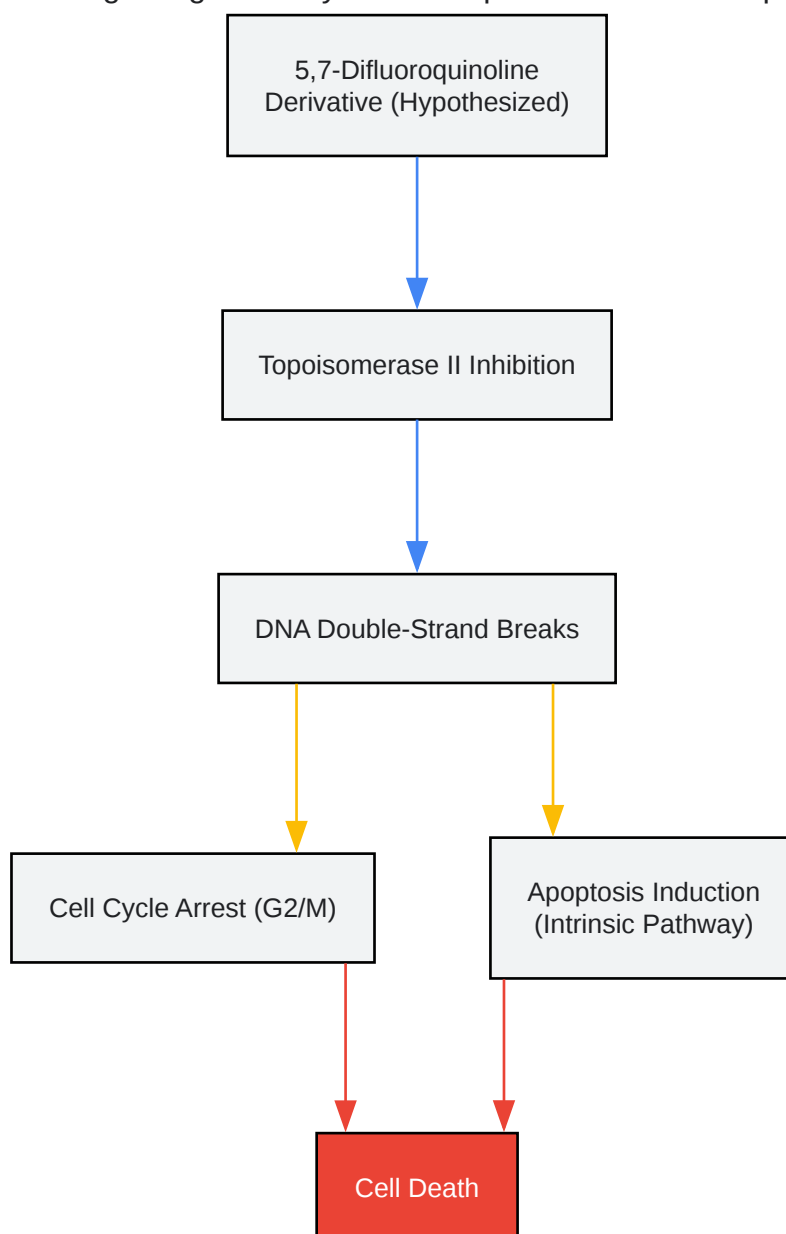 5,7-Difluoroquinoline
Derivative (Hypothesized)
Topoisomerase II Inhibition
DNA Double-Strand Breaks
Cell Cycle Arrest (G2/M)
Apoptosis Induction
(Intrinsic Pathway)
Cell Death